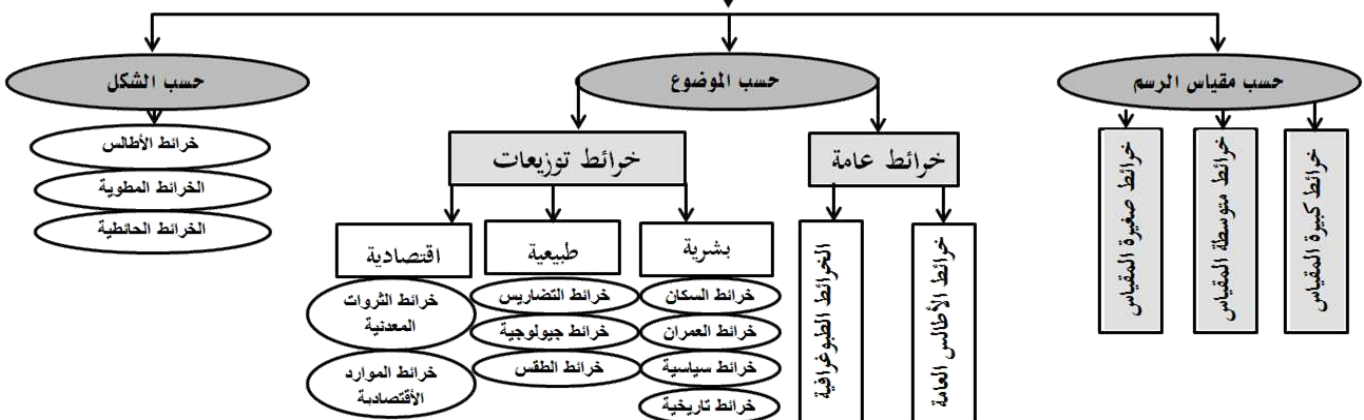 حسب مقياس الرسم
حسب الموضوع
حسب الشكل
خرائط كبيرة المقياس
خرائط متوسطة المقياس
خرائط صغيرة المقياس
خرائط عامة
خرائط توزيعات
خرائط الأطالس العامة
الخرائط الطبوغرافية
بشرية
خرائط السكان
خرائط العمران
خرائط سياسية
خرائط تاريخية
طبيعية
خرائط التضاريس
خرائط جيولوجية
خرائط الطقس
اقتصادية
خرائط الثروات
المعدنية
خرائط الموارد
الأقتصادية
خرائط الأطالس
الخرائط المطوية
الخرائط الحائطية